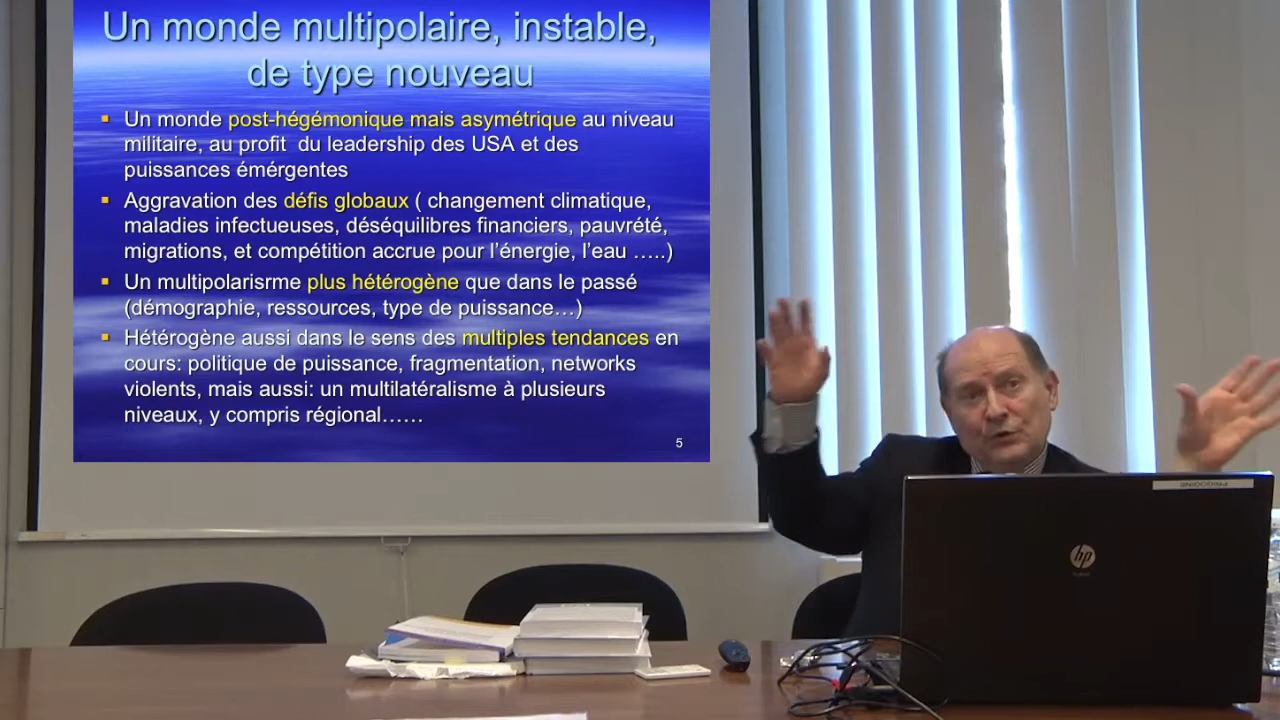 Un monde multipolaire, instable,
de type nouveau
Un monde post-hégémonique mais asymétrique au niveau
militaire, au profit du leadership des USA et des
puissances émérgentes
Aggravation des défis globaux ( changement climatique,
maladies infectueuses, déséquilibres financiers, pauvrété,
migrations, et compétition accrue pour l'énergie, l'eau …..)
Un multipolarisrme plus hétérogène que dans le passé
(démographie, ressources, type de puissance…)
Hétérogène aussi dans le sens des multiples tendances en
cours: politique de puissance, fragmentation, networks
violents, mais aussi: un multilatéralisme à plusieurs
niveaux, y compris régional……
5
PRIGOGINE
hp